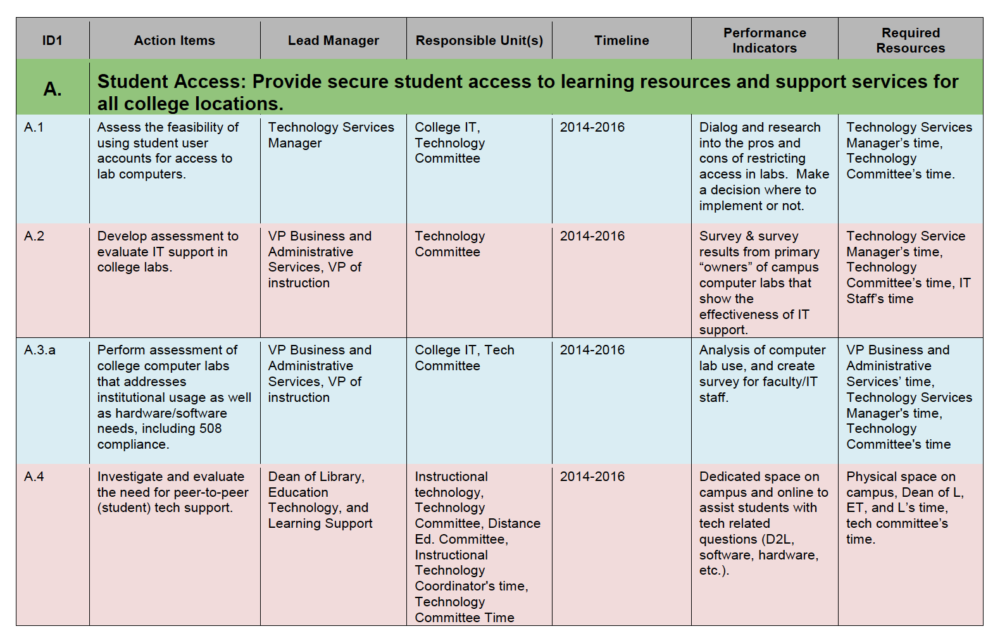 ID1
Action Items
Lead Manager
Responsible Unit(s)
Timeline
Performance
Indicators
Required
Resources
A.
Student Access: Provide secure student access to learning resources and support services for
all college locations.
A.1
Assess the feasibility of
using student user
accounts for access to
lab computers.
Technology Services
Manager
College IT,
Technology
Committee
2014-2016
Dialog and research
into the pros and
cons of restricting
access in labs.  Make
a decision where to
implement or not.
Technology Services
Manager’s time,
Technology
Committee’s time.
A.2
Develop assessment to
evaluate IT support in
college labs.
VP Business and
Administrative
Services, VP of
instruction
Technology
Committee
2014-2016
Survey & survey
results from primary
“owners” of campus
computer labs that
show the
effectiveness of IT
support.
Technology Service
Manager’s time,
Technology
Committee’s time, IT
Staff’s time
A.3.a
Perform assessment of
college computer labs
that addresses
institutional usage as well
as hardware/software
needs, including 508
compliance.
VP Business and
Administrative
Services, VP of
instruction
College IT, Tech
Committee
2014-2016
Analysis of computer
lab use, and create
survey for faculty/IT
staff.
VP Business and
Administrative
Services’ time,
Technology Services
Manager's time,
Technology
Committee's time
A.4
Investigate and evaluate
the need for peer-to-peer
(student) tech support.
Dean of Library,
Education
Technology, and
Learning Support
Instructional
technology,
Technology
Committee, Distance
Ed. Committee,
Instructional
Technology
Coordinator's time,
Technology
Committee Time
2014-2016
Dedicated space on
campus and online to
assist students with
tech related
questions (D2L,
software, hardware,
etc.).
Physical space on
campus, Dean of L,
ET, and L’s time,
tech committee’s
time.